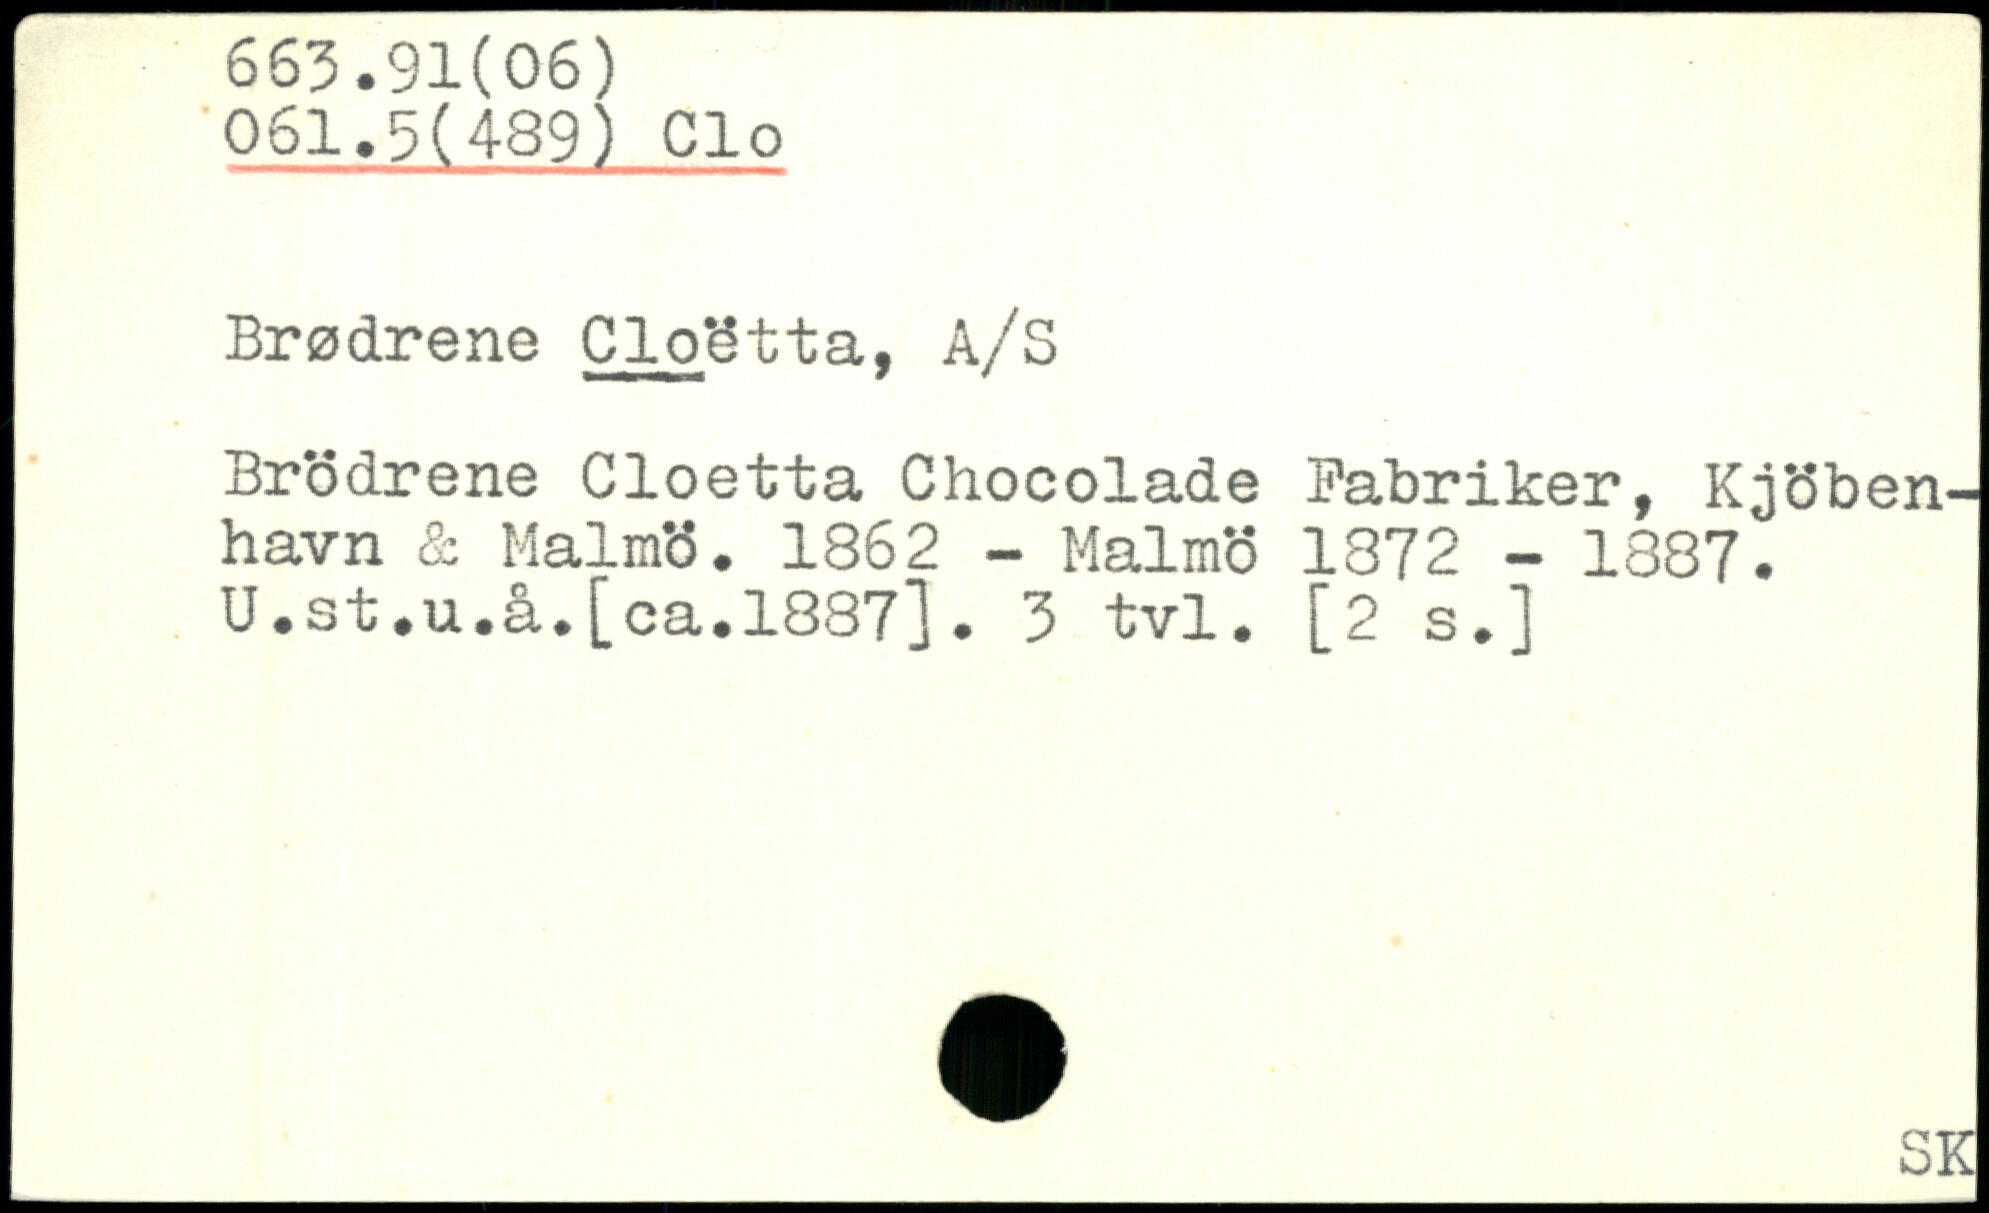 663.91(06)
061.5(489) Clo
Brødrene Cloëtta, A/S
Brödrene Cloetta Chocolade Fabriker, Kjöben-
havn & Malmö. 1862 - Malmö 1872 - 1887.
U.st.u.å.[ca.1887]. 3 tvl. [2 s.]
SK